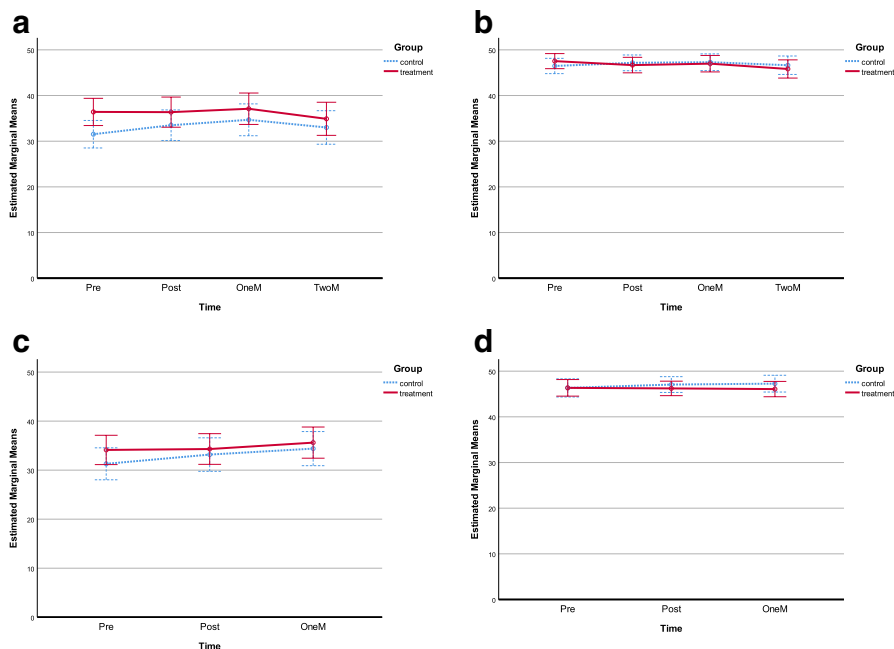 a
Group
control
treatment
Estimated Marginal Means
50
40
30
20
10
0
Pre Post OneM TwoM
Time
b
Group
control
treatment
Estimated Marginal Means
50
40
30
20
10
0
Pre Post OneM TwoM
Time
c
Group
control
treatment
Estimated Marginal Means
50
40
30
20
10
0
Pre Post OneM
Time
d
Group
control
treatment
Estimated Marginal Means
50
40
30
20
10
0
Pre Post OneM
Time